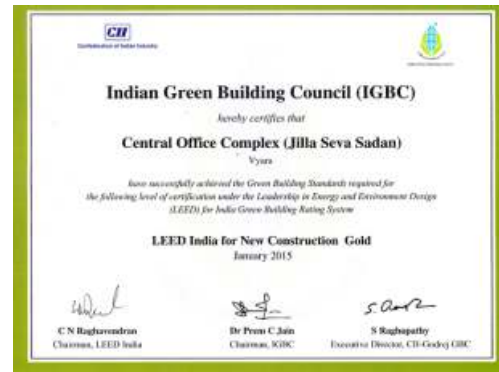 CII
Confederation of Indian Industry
Indian Green Building Council (IGBC)
hereby certifies that
Central Office Complex (Jilla Seva Sadan)
Vyara
have successfully achieved the Green Building Standards required for
the following level of certification under the Leadership in Energy and Environment Design
(LEED) for India Green Building Rating System
LEED India for New Construction Gold
January 2015
C N Raghavendran
Dr Prem C Jain
S Raghupathy
Chairman, LEED India
Chairman, IGBC
Executive Director, CII-Godrej GBC